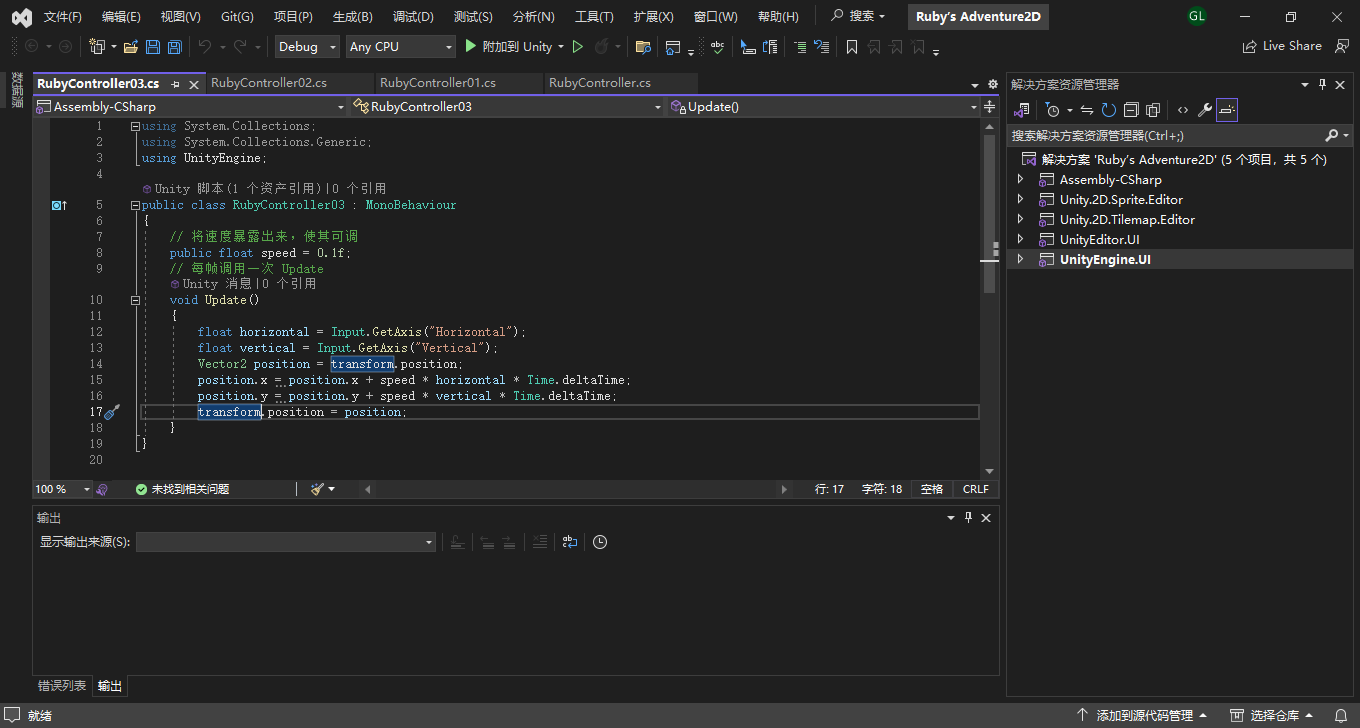 文件(F) 编辑(E) 视图(V) Git(G) 项目(P) 生成(B) 调试(D) 测试(S) 分析(N) 工具(T) 扩展(X) 窗口(W) 帮助(H) 搜索 Ruby's Adventure2D GL
Debug Any CPU 附加到 Unity Live Share
数据源
RubyController03.cs RubyController02.cs RubyController01.cs RubyController.cs
Assembly-CSharp RubyController03 Update()
1 using System.Collections;
2 using System.Collections.Generic;
3 using UnityEngine;
4
Unity 脚本(1 个资产引用)|0 个引用
5 public class RubyController03 : MonoBehaviour
6 {
7 // 将速度暴露出来，使其可调
8 public float speed = 0.1f;
9 // 每帧调用一次 Update
Unity 消息|0 个引用
10 void Update()
11 {
12 float horizontal = Input.GetAxis("Horizontal");
13 float vertical = Input.GetAxis("Vertical");
14 Vector2 position = transform.position;
15 position.x = position.x + speed * horizontal * Time.deltaTime;
16 position.y = position.y + speed * vertical * Time.deltaTime;
17 transform.position = position;
18 }
19 }
20
100 % 未找到相关问题 行: 17 字符: 18 空格 CRLF
输出
显示输出来源(S):
错误列表 输出
解决方案资源管理器
搜索解决方案资源管理器(Ctrl+;)
解决方案 'Ruby's Adventure2D' (5 个项目，共 5 个)
Assembly-CSharp
Unity.2D.Sprite.Editor
Unity.2D.Tilemap.Editor
UnityEditor.UI
UnityEngine.UI
就绪 添加到源代码管理 选择仓库